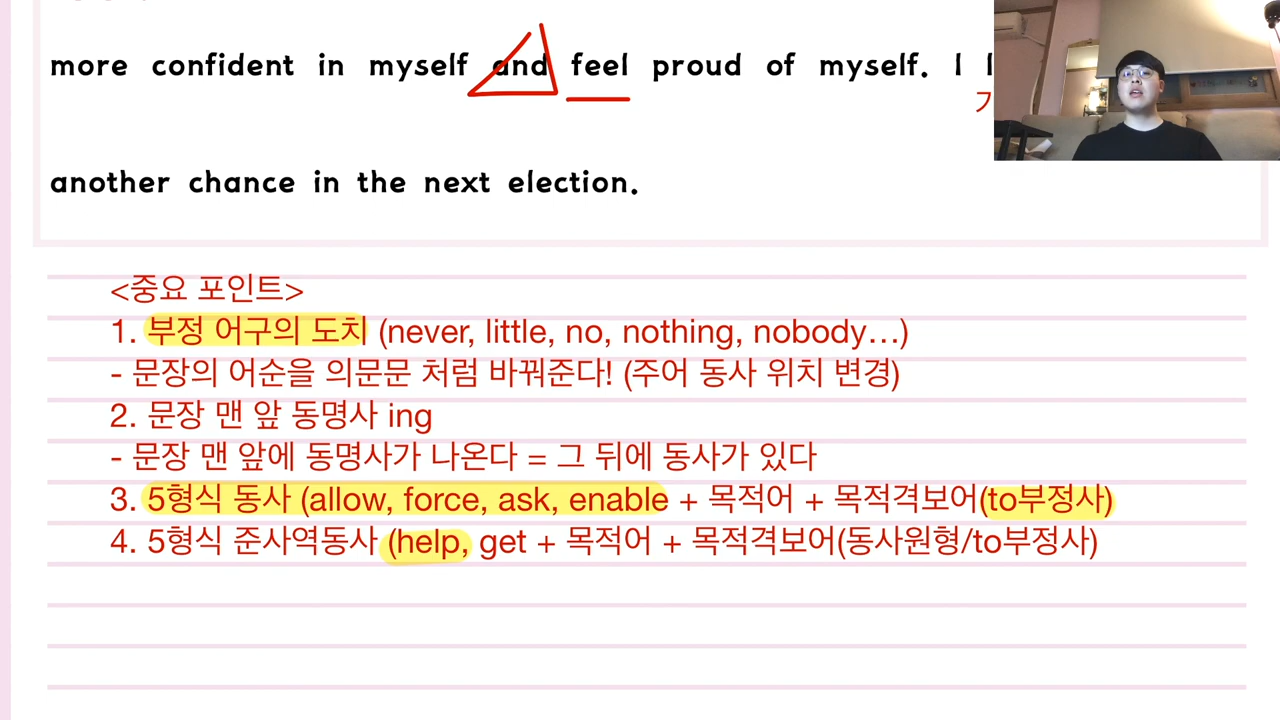 more confident in myself and feel proud of myself. I
another chance in the next election.
<중요 포인트>
1. 부정 어구의 도치 (never, little, no, nothing, nobody...)
- 문장의 어순을 의문문 처럼 바꿔준다! (주어 동사 위치 변경)
2. 문장 맨 앞 동명사 ing
- 문장 맨 앞에 동명사가 나온다 = 그 뒤에 동사가 있다
3. 5형식 동사 (allow, force, ask, enable + 목적어 + 목적격보어(to부정사)
4. 5형식 준사역동사 (help, get + 목적어 + 목적격보어(동사원형/to부정사)